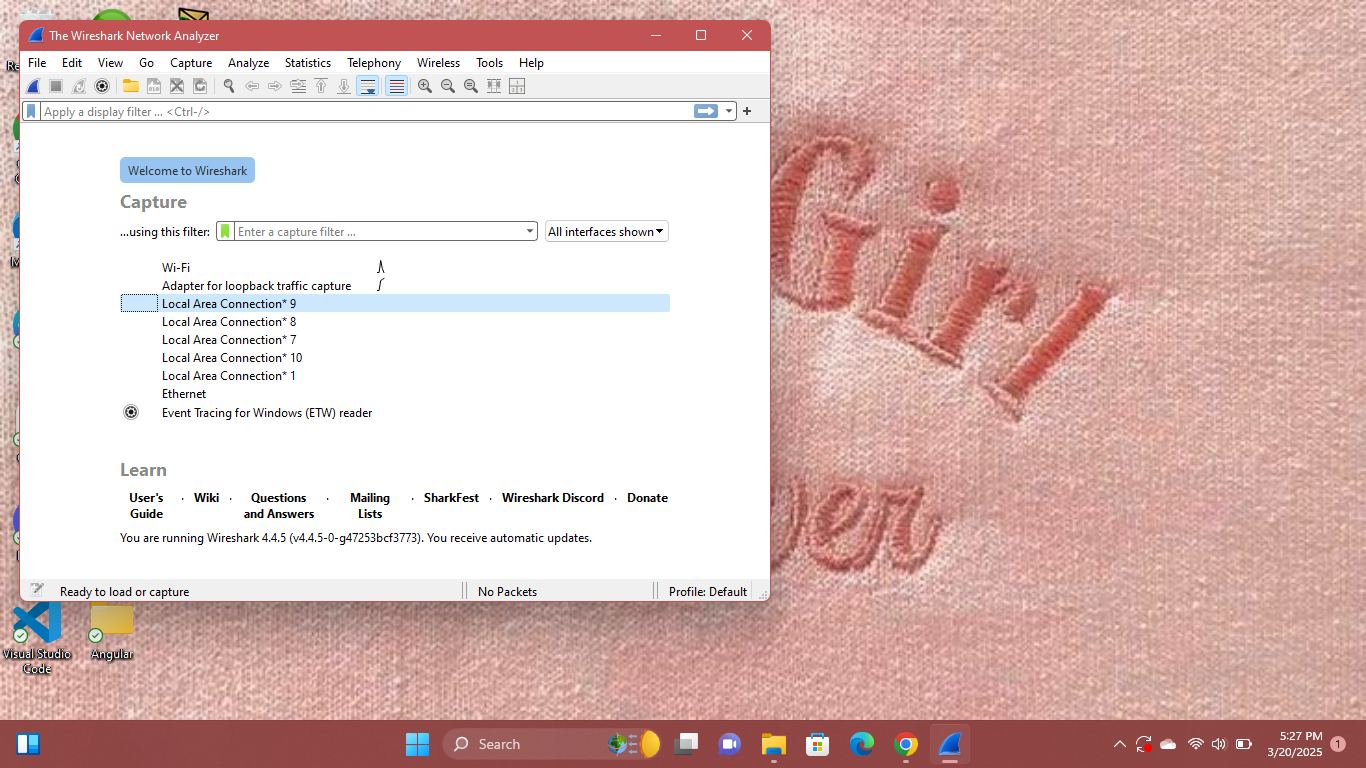 The Wireshark Network Analyzer
File Edit View Go Capture Analyze Statistics Telephony Wireless Tools Help
Apply a display filter ... <Ctrl-/>
Welcome to Wireshark
Capture
...using this filter: Enter a capture filter ... All interfaces shown
Wi-Fi
Adapter for loopback traffic capture
Local Area Connection* 9
Local Area Connection* 8
Local Area Connection* 7
Local Area Connection* 10
Local Area Connection* 1
Ethernet
Event Tracing for Windows (ETW) reader
Learn
User's Guide · Wiki · Questions and Answers · Mailing Lists · SharkFest · Wireshark Discord · Donate
You are running Wireshark 4.4.5 (v4.4.5-0-g47253bcf3773). You receive automatic updates.
Ready to load or capture No Packets Profile: Default
Girl
Visual Studio Code
Angular
Search
5:27 PM
3/20/2025
1